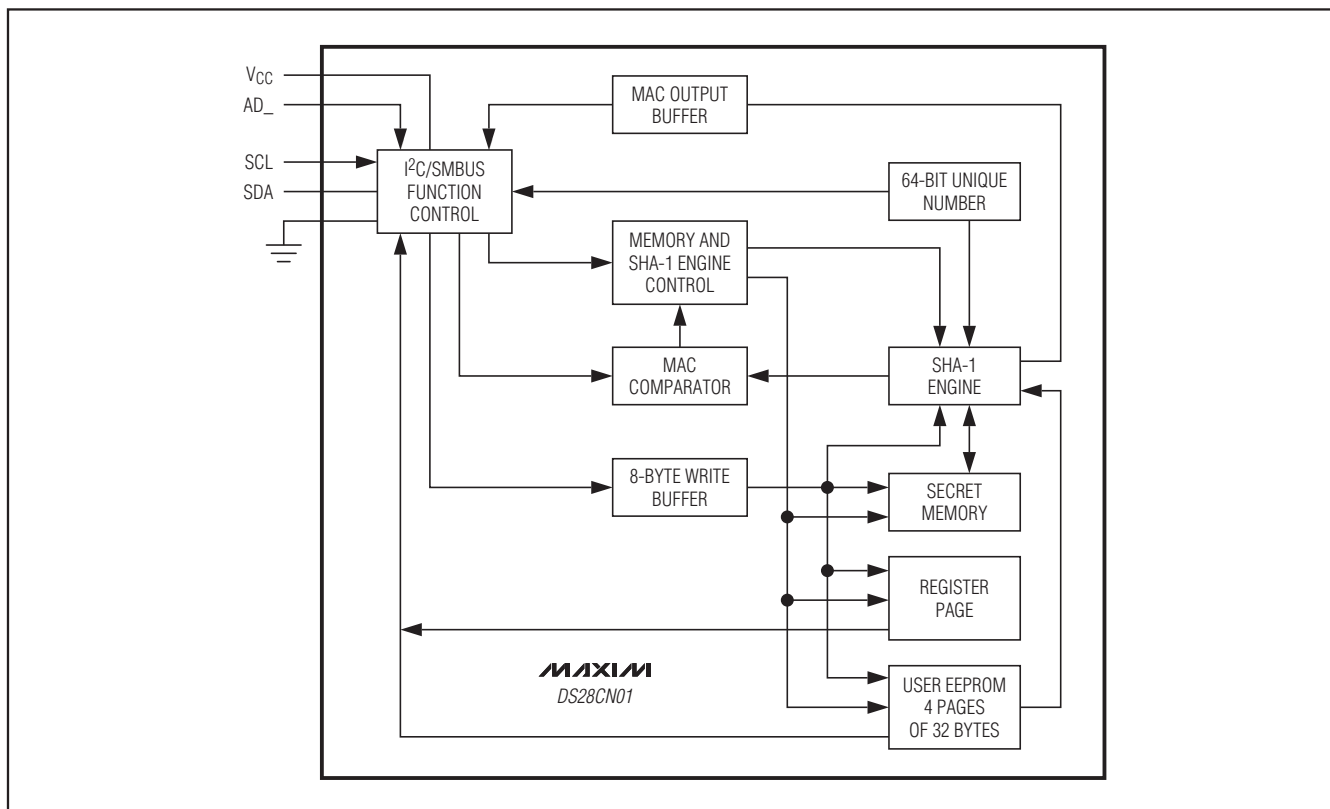 VCC
AD_
SCL
SDA
I2C/SMBUS
FUNCTION
CONTROL
MAC OUTPUT
BUFFER
64-BIT UNIQUE
NUMBER
MEMORY AND
SHA-1 ENGINE
CONTROL
MAC
COMPARATOR
SHA-1
ENGINE
8-BYTE WRITE
BUFFER
SECRET
MEMORY
REGISTER
PAGE
USER EEPROM
4 PAGES
OF 32 BYTES
MAXIM
DS28CN01